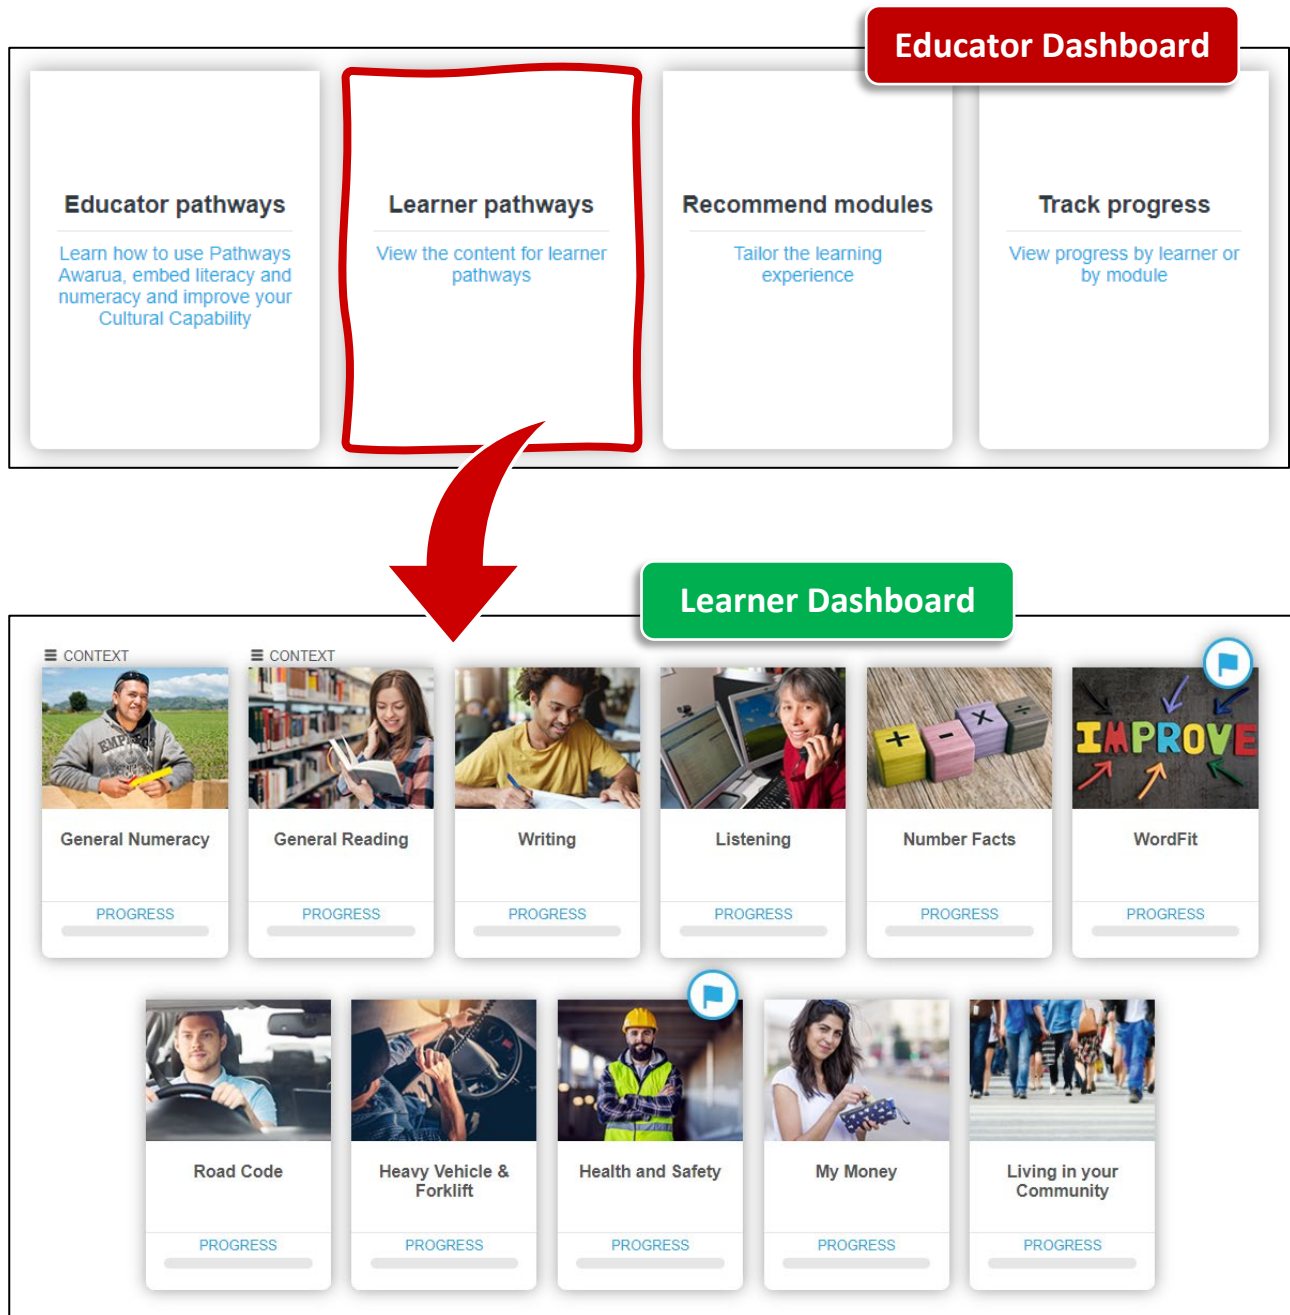 Educator Dashboard
Educator pathways
Learn how to use Pathways
Awarua, embed literacy and
numeracy and improve your
Cultural Capability
Learner pathways
View the content for learner
pathways
Recommend modules
Tailor the learning
experience
Track progress
View progress by learner or
by module
Learner Dashboard
CONTEXT
CONTEXT
IMPROVE
General Numeracy
General Reading
Writing
Listening
Number Facts
WordFit
PROGRESS
PROGRESS
PROGRESS
PROGRESS
PROGRESS
PROGRESS
Road Code
Heavy Vehicle &
Forklift
Health and Safety
My Money
Living in your
Community
PROGRESS
PROGRESS
PROGRESS
PROGRESS
PROGRESS